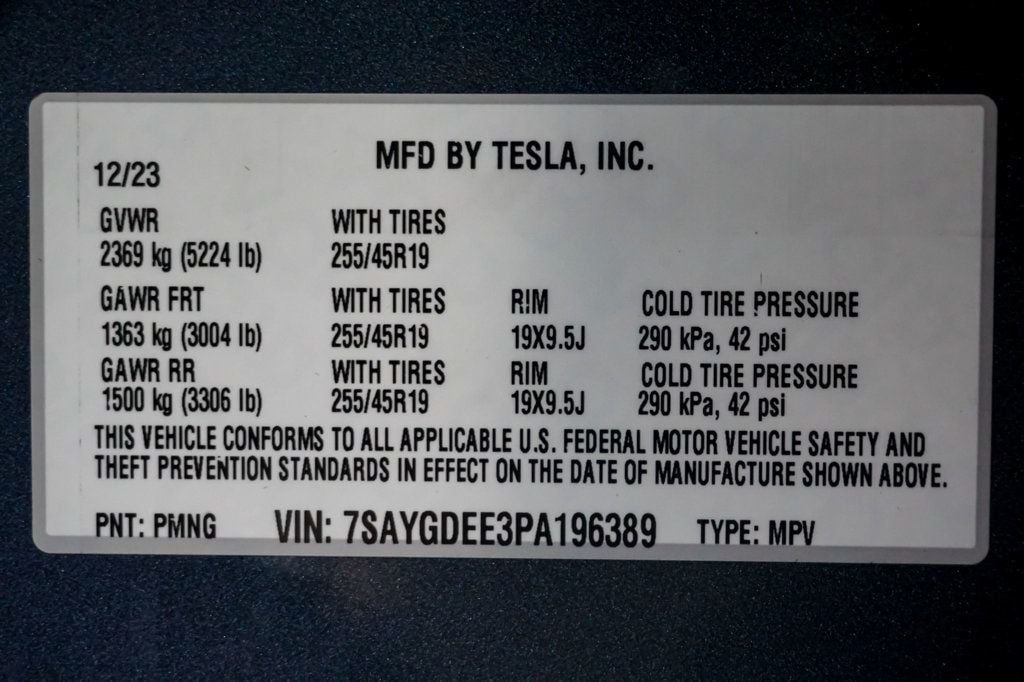 MFD BY TESLA, INC.
12/23
GVWR WITH TIRES
2369 kg (5224 lb) 255/45R19
GAWR FRT WITH TIRES RIM COLD TIRE PRESSURE
1363 kg (3004 lb) 255/45R19 19X9.5J 290 kPa, 42 psi
GAWR RR WITH TIRES RIM COLD TIRE PRESSURE
1500 kg (3306 lb) 255/45R19 19X9.5J 290 kPa, 42 psi
THIS VEHICLE CONFORMS TO ALL APPLICABLE U.S. FEDERAL MOTOR VEHICLE SAFETY AND
THEFT PREVENTION STANDARDS IN EFFECT ON THE DATE OF MANUFACTURE SHOWN ABOVE.
PNT: PMNG VIN: 7SAYGDEE3PA196389 TYPE: MPV